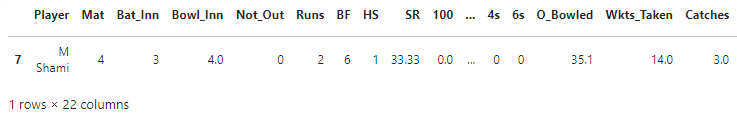 Player Mat Bat_Inn Bowl_Inn Not_Out Runs BF HS SR 100 ... 4s 6s O_Bowled Wkts_Taken Catches
7 M Shami 4 3 4.0 0 2 6 1 33.33 0.0 ... 0 0 35.1 14.0 3.0
1 rows × 22 columns